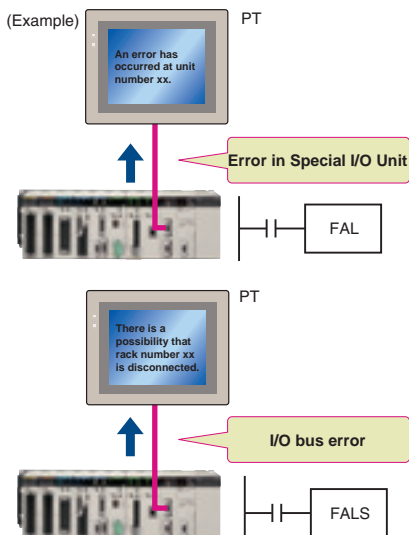 (Example)
PT
An error has
occurred at unit
number xx.
Error in Special I/O Unit
FAL
PT
There is a
possibility that
rack number xx
is disconnected.
I/O bus error
FALS